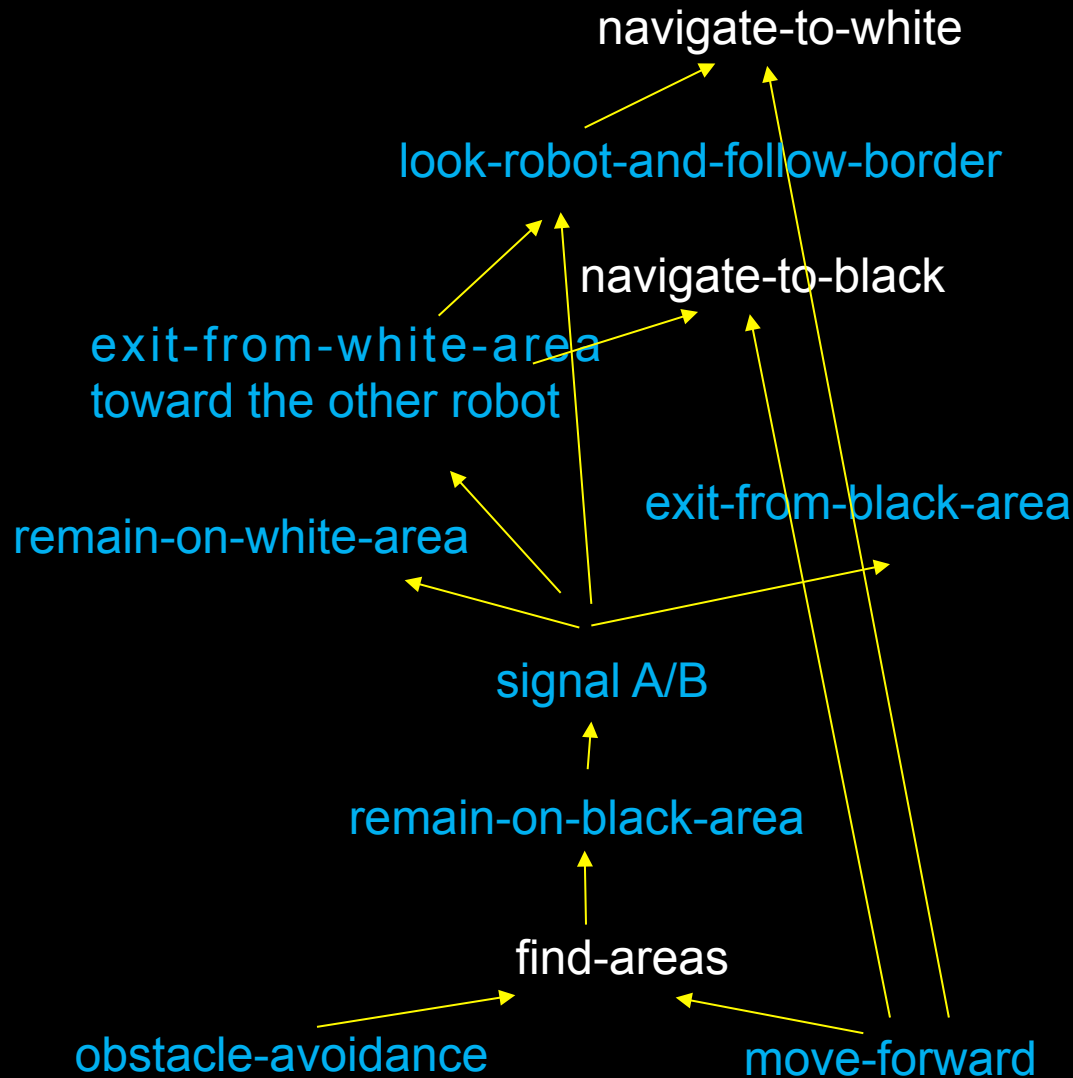 navigate-to-white
look-robot-and-follow-border
navigate-to-black
exit-from-white-area
toward the other robot
exit-from-black-area
remain-on-white-area
signal A/B
remain-on-black-area
find-areas
obstacle-avoidance
move-forward